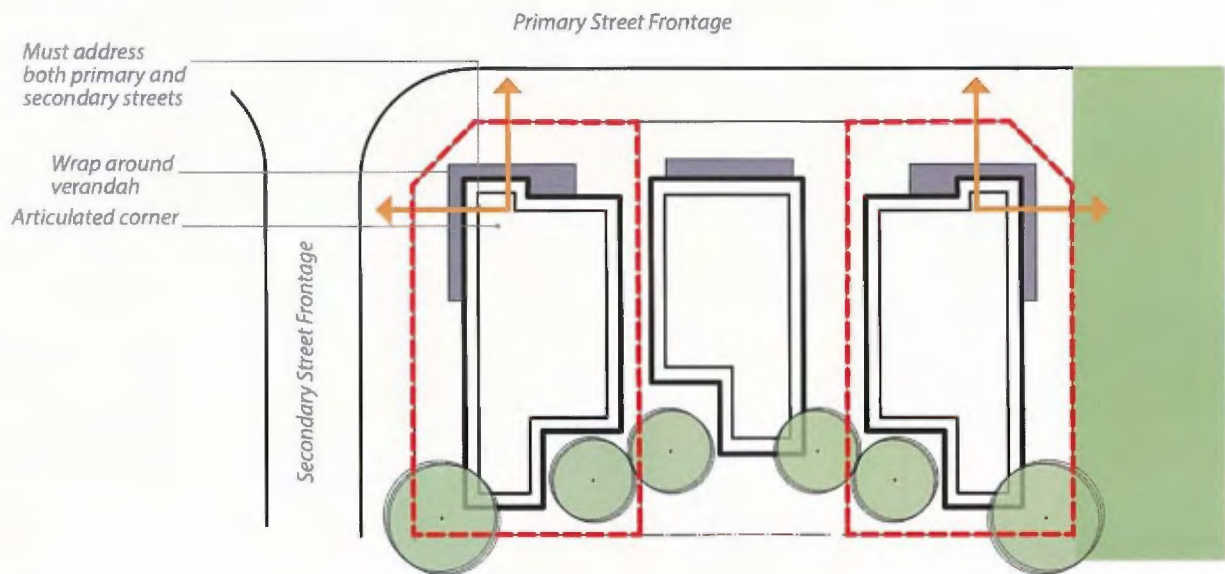 Primary Street Frontage
Must address
both primary and
secondary streets
Wrap around
verandah
Articulated corner
Secondary Street Frontage